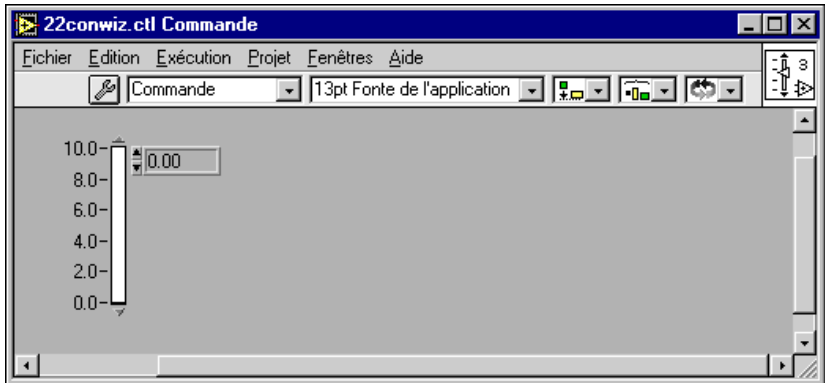 22conwiz.ctl Commande
Fichier Edition Exécution Projet Fenêtres Aide
Commande 13pt Fonte de l'application
3
10.0
0.00
8.0
6.0
4.0
2.0
0.0